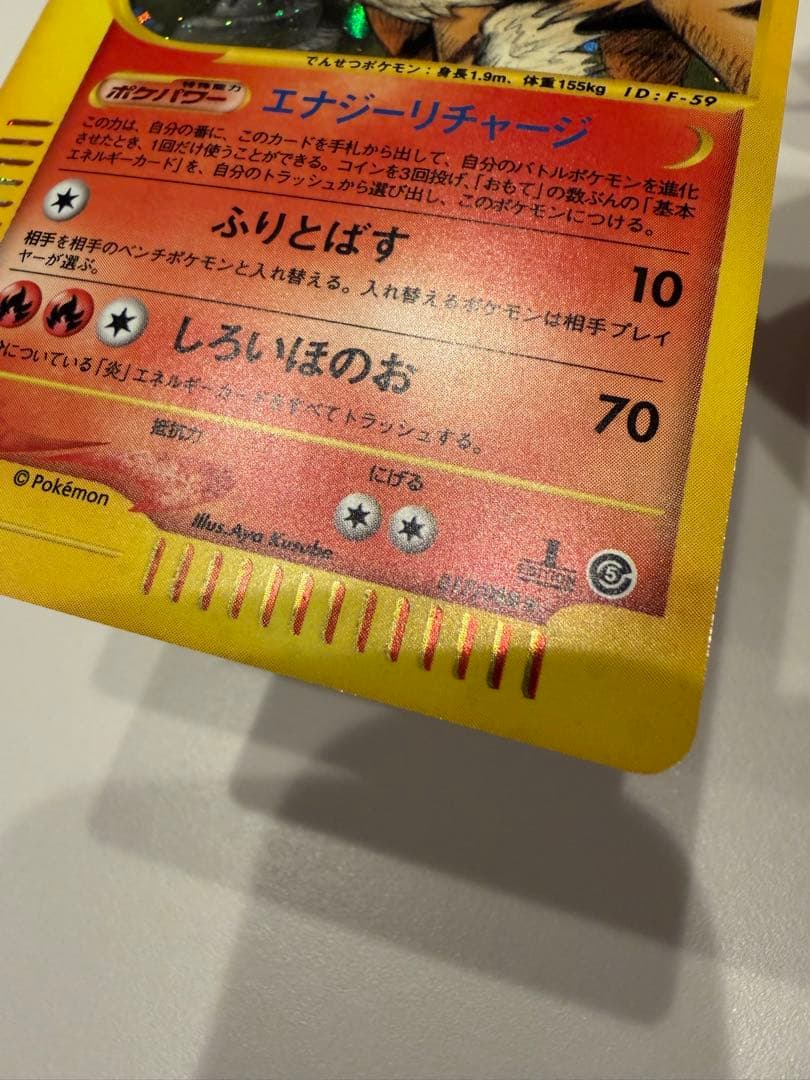 でんせつポケモン：身長1.9m、体重155kg ID:F-59
特殊能力
ポケパワー エナジーリチャージ
この力は、自分の番に、このカードを手札から出して、自分のバトルポケモンを進化
させたとき、1回だけ使うことができる。コインを3回投げ、「おもて」の数ぶんの「基本
エネルギーカード」を、自分のトラッシュから選び出し、このポケモンにつける。
ふりとばす 10
相手を相手のベンチポケモンと入れ替える。入れ替えるポケモンは相手プレイ
ヤーが選ぶ。
しろいほのお 70
についている「炎」エネルギーカードをすべてトラッシュする。
抵抗力
にげる
©Pokémon
Illus.Aya Kusube
1
EDITION
5